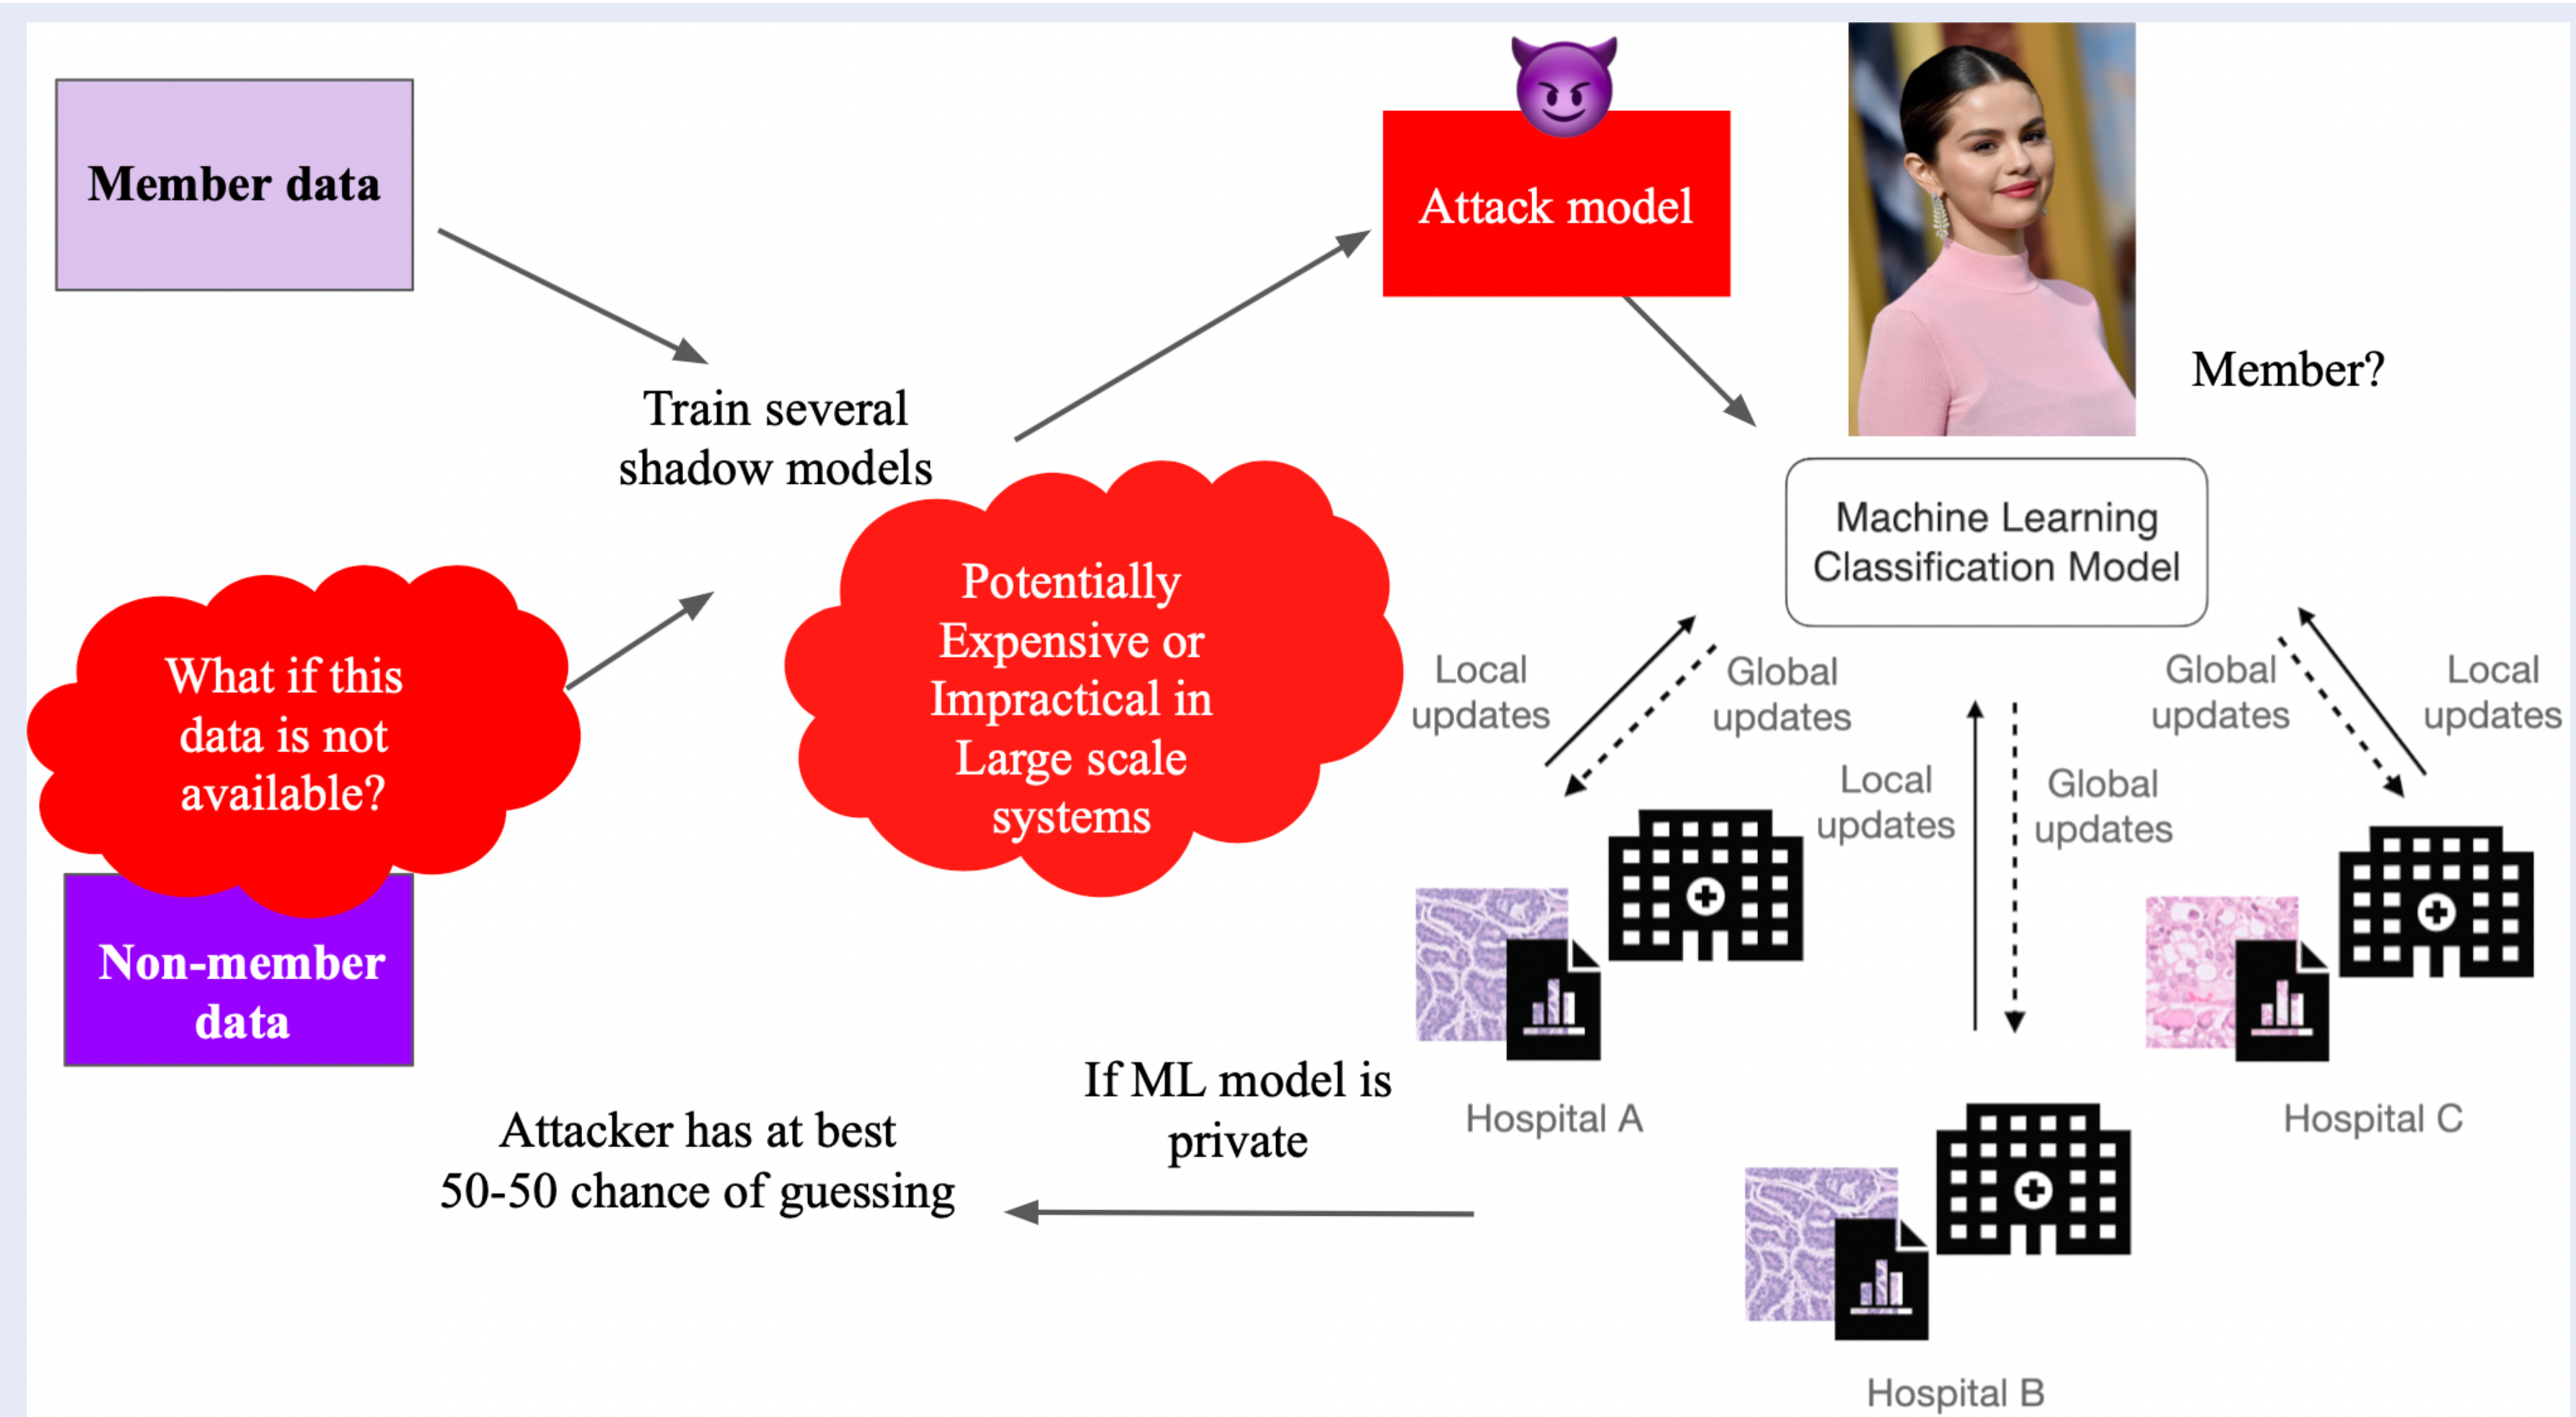 Member data
Attack model
Member?
Train several
shadow models
Machine Learning
Classification Model
What if this
data is not
available?
Potentially
Expensive or
Impractical in
Large scale
systems
Non-member
data
Local
updates
Global
updates
Local
updates
Global
updates
Global
updates
Local
updates
Hospital A
Hospital C
Hospital B
If ML model is
private
Attacker has at best
50-50 chance of guessing